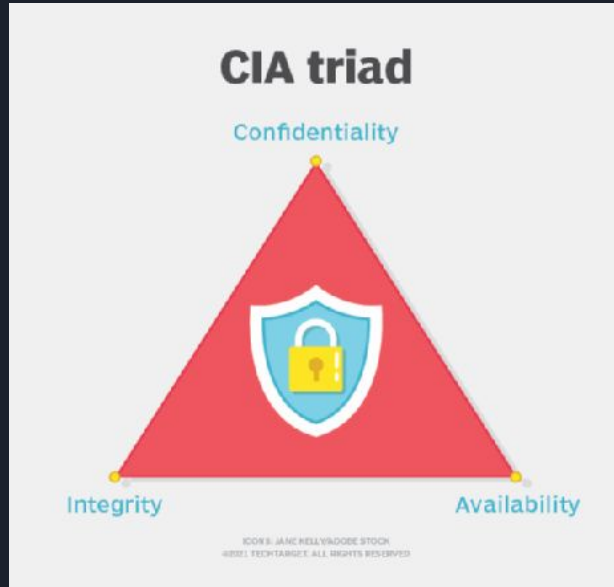 CIA triad
Confidentiality
Integrity
Availability
ICONS: JANE KELLY/ADOBE STOCK
©2021 TECHTARGET. ALL RIGHTS RESERVED